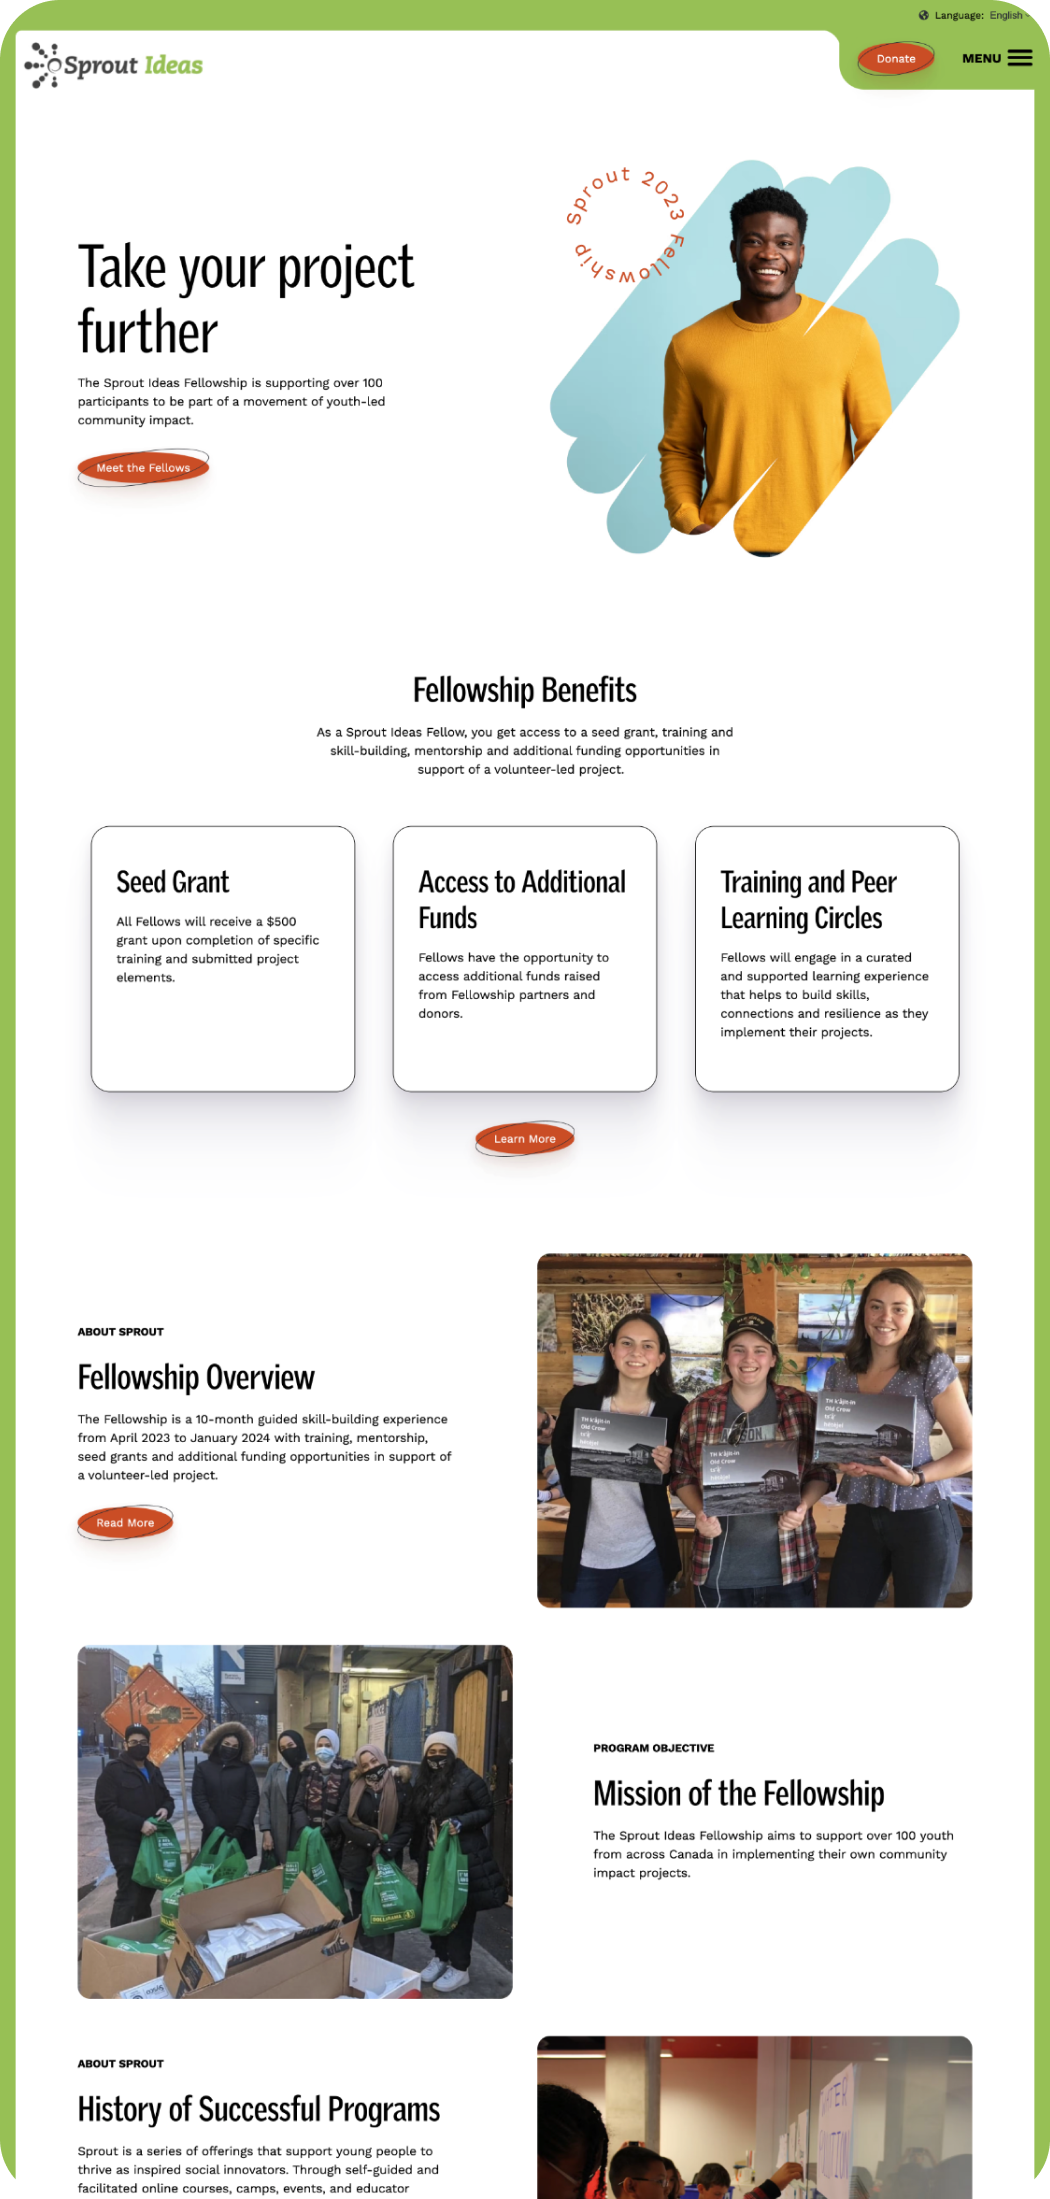 Language: English
Sprout Ideas
Donate
MENU
Sprout 2023 Fellowship
Take your project
further
The Sprout Ideas Fellowship is supporting over 100
participants to be part of a movement of youth-led
community impact.
Meet the Fellows
Fellowship Benefits
As a Sprout Ideas Fellow, you get access to a seed grant, training and
skill-building, mentorship and additional funding opportunities in
support of a volunteer-led project.
Seed Grant
All Fellows will receive a $500
grant upon completion of specific
training and submitted project
elements.
Access to Additional
Funds
Fellows have the opportunity to
access additional funds raised
from Fellowship partners and
donors.
Training and Peer
Learning Circles
Fellows will engage in a curated
and supported learning experience
that helps to build skills,
connections and resilience as they
implement their projects.
Learn More
ABOUT SPROUT
Fellowship Overview
The Fellowship is a 10-month guided skill-building experience
from April 2023 to January 2024 with training, mentorship,
seed grants and additional funding opportunities in support of
a volunteer-led project.
Read More
Old Crow
Old Crow
Old Crow
PROGRAM OBJECTIVE
Mission of the Fellowship
The Sprout Ideas Fellowship aims to support over 100 youth
from across Canada in implementing their own community
impact projects.
ABOUT SPROUT
History of Successful Programs
Sprout is a series of offerings that support young people to
thrive as inspired social innovators. Through self-guided and
facilitated online courses, camps, events, and educator